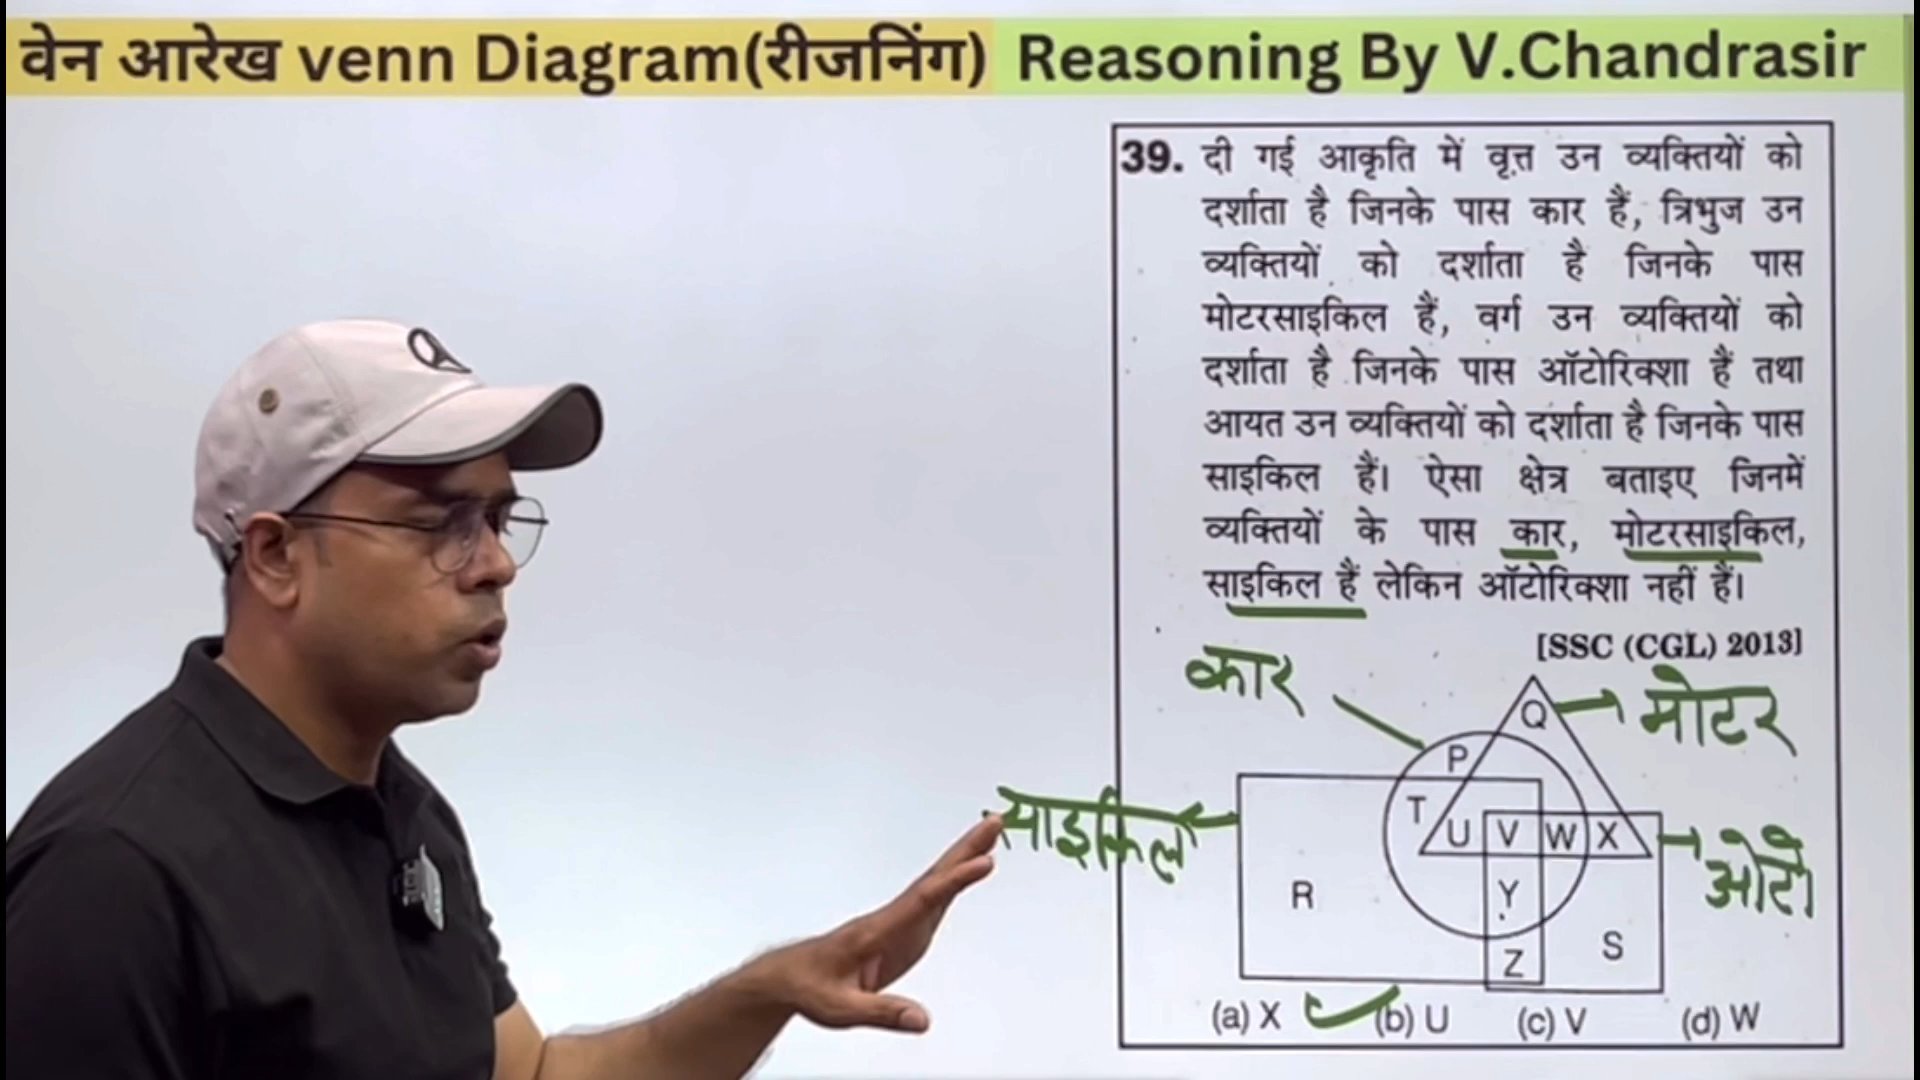 वेन आरेख venn Diagram(रीजनिंग) Reasoning By V.Chandrasir
39. दी गई आकृति में वृत्त उन व्यक्तियों को
दर्शाता है जिनके पास कार हैं, त्रिभुज उन
व्यक्तियों को दर्शाता है जिनके पास
मोटरसाइकिल हैं, वर्ग उन व्यक्तियों को
दर्शाता है जिनके पास ऑटोरिक्शा हैं तथा
आयत उन व्यक्तियों को दर्शाता है जिनके पास
साइकिल हैं। ऐसा क्षेत्र बताइए जिनमें
व्यक्तियों के पास कार, मोटरसाइकिल,
साइकिल हैं लेकिन ऑटोरिक्शा नहीं हैं।
[SSC (CGL) 2013]
कार
Q मोटर
P
साइकिल T U V W X
ओटो
R Y
S
Z
(a) X (b) U (c) V (d) W